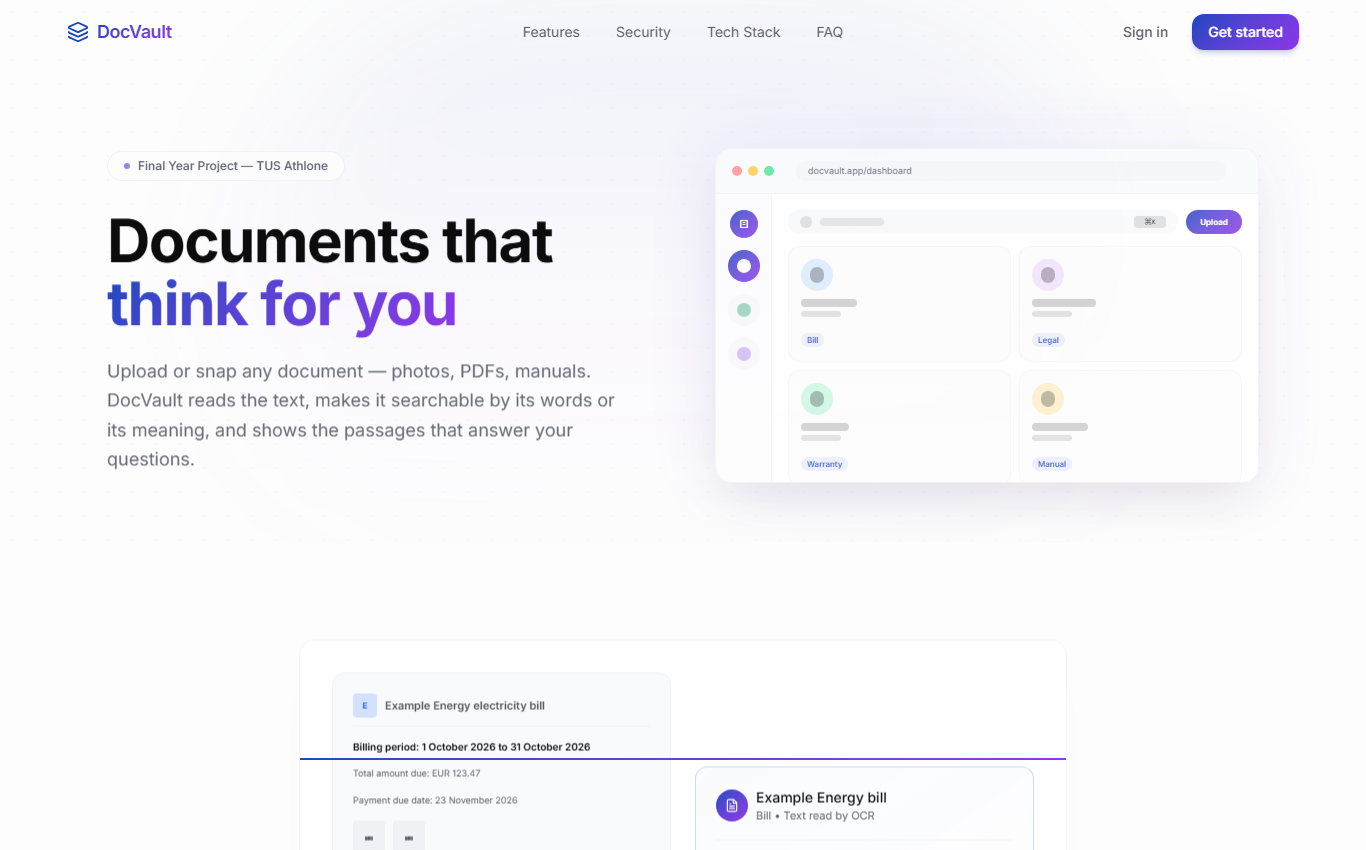 DocVault
Features
Security
Tech Stack
FAQ
Sign in
Get started
Final Year Project — TUS Athlone
Documents that
think for you
Upload or snap any document — photos, PDFs, manuals.
DocVault reads the text, makes it searchable by its words or
its meaning, and shows the passages that answer your
questions.
docvault.app/dashboard
⌘K
Upload
Bill
Legal
Warranty
Manual
E
Example Energy electricity bill
Billing period: 1 October 2026 to 31 October 2026
Total amount due: EUR 123.47
Payment due date: 23 November 2026
Example Energy bill
Bill • Text read by OCR